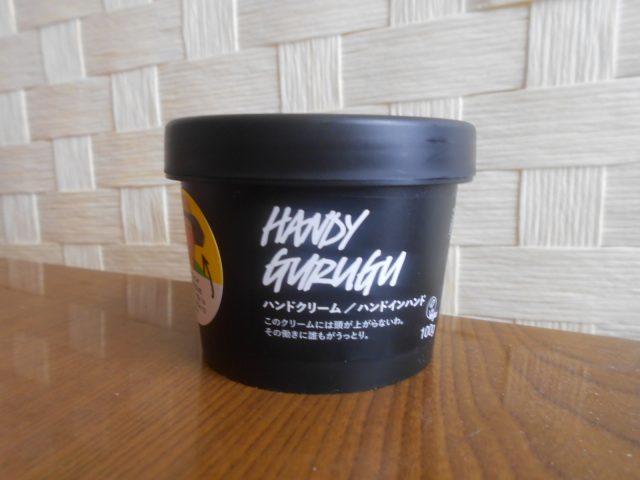 HANDY
GURUGU
ハンドクリーム／ハンドインハンド
このクリームには頭が上がらないわ。
その働きに誰もがうっとり。
100g